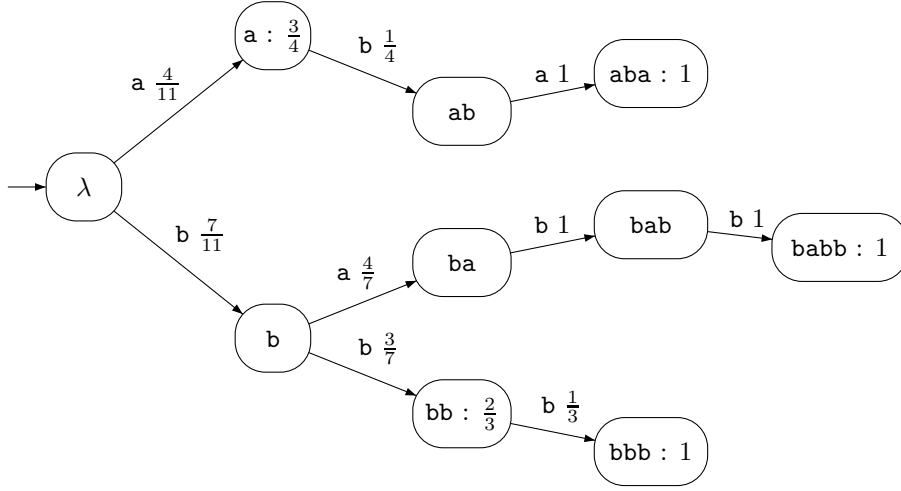 a : 3/4
b 1/4
a 4/11
ab
a 1
aba : 1
λ
b 7/11
a 4/7
ba
b 1
bab
b 1
babb : 1
b
b 3/7
bb : 2/3
b 1/3
bbb : 1